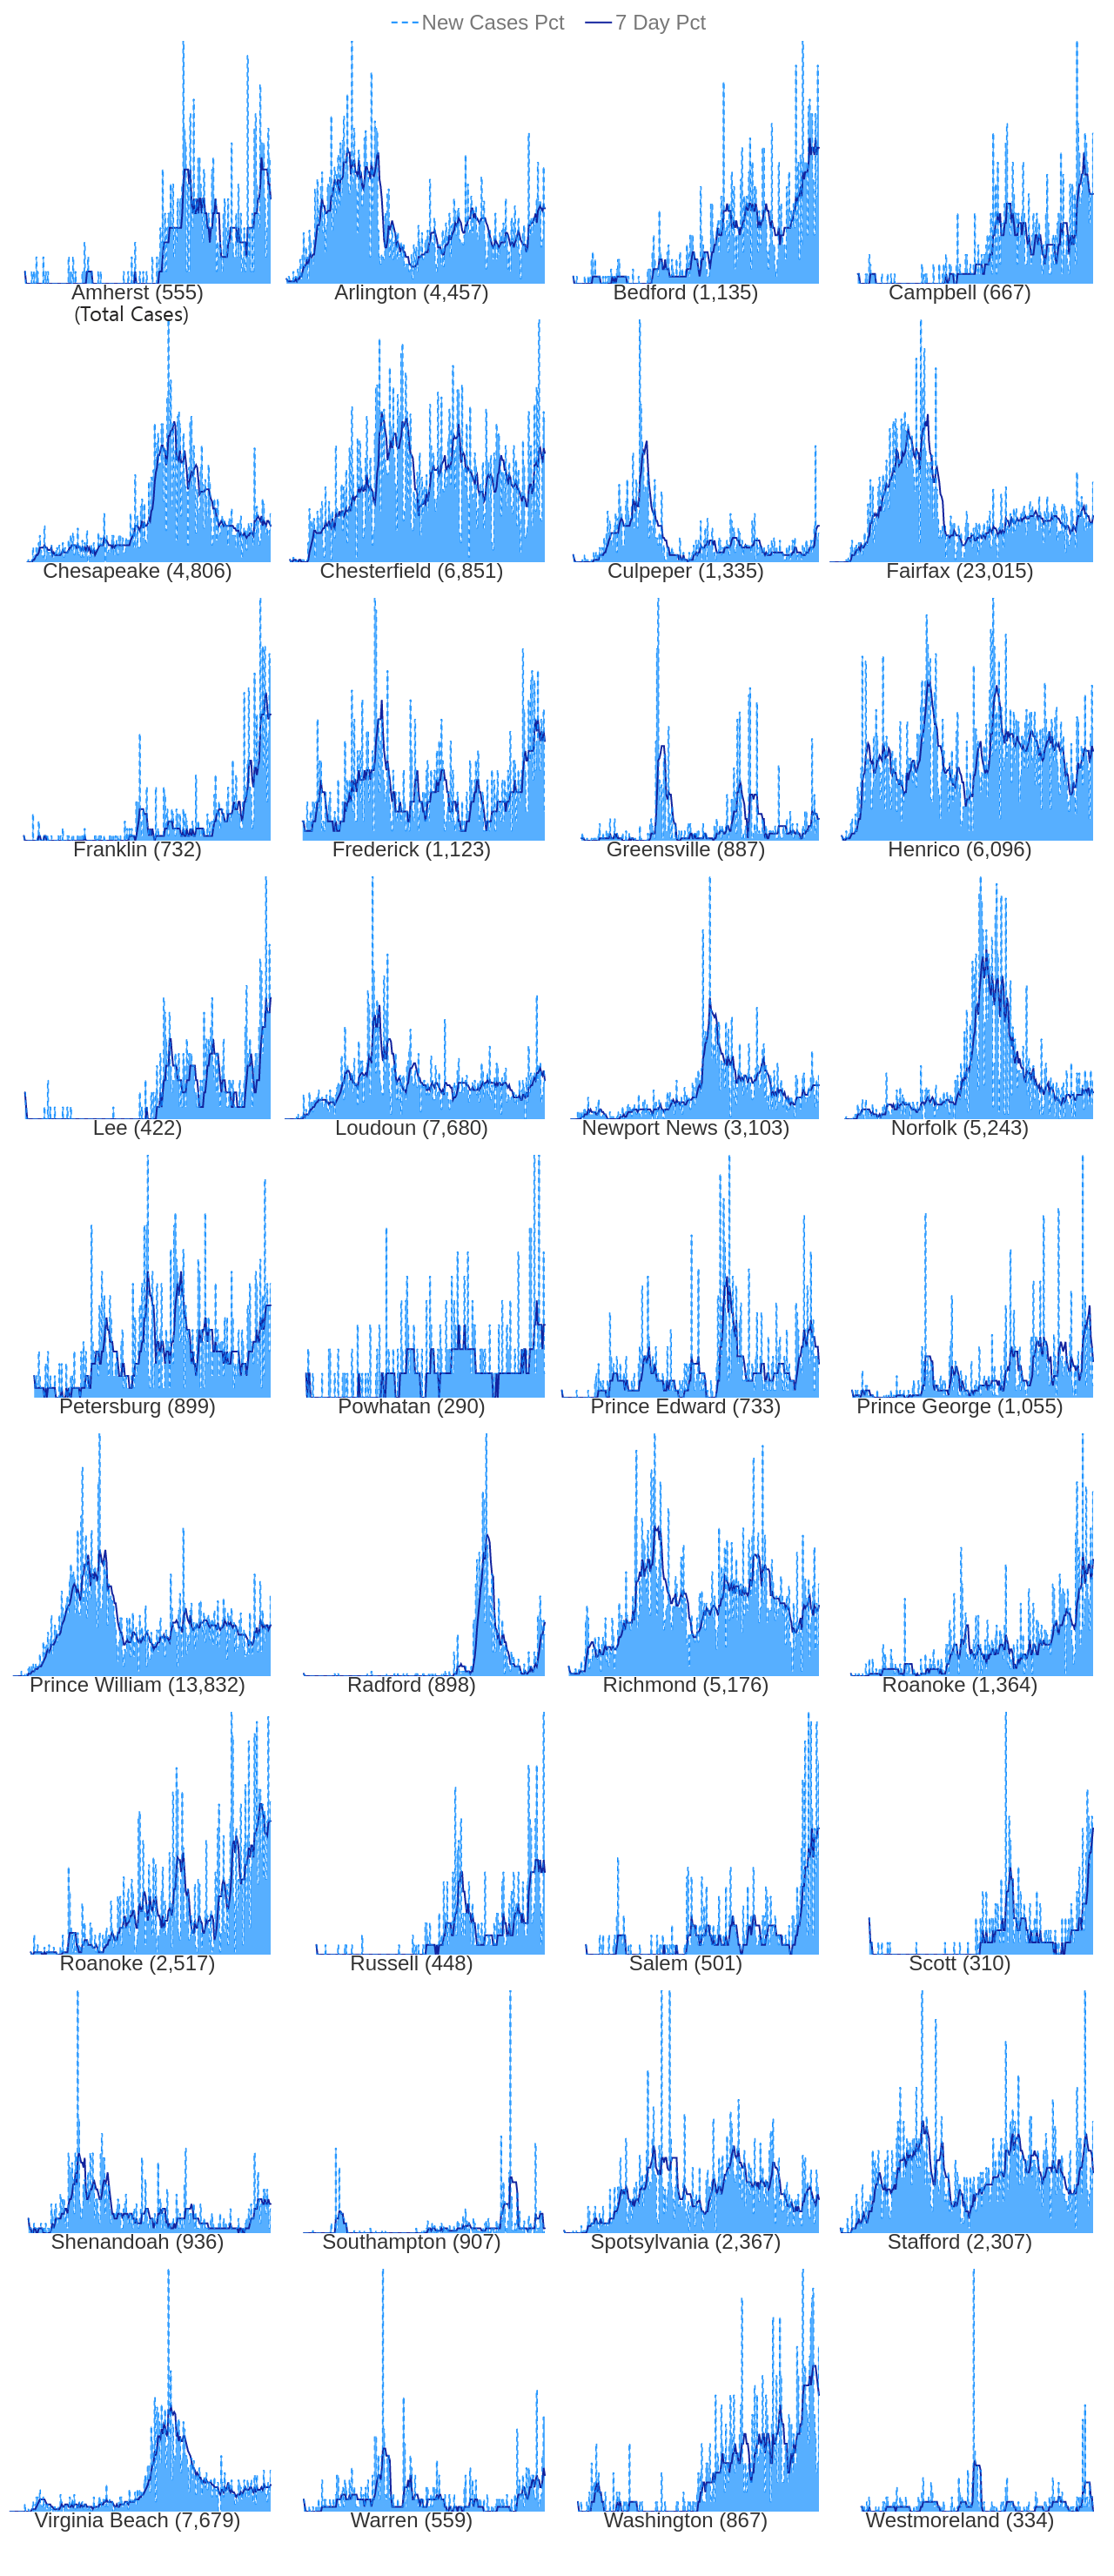 New Cases Pct 7 Day Pct
Amherst (555) Arlington (4,457) Bedford (1,135) Campbell (667)
(Total Cases)
Chesapeake (4,806) Chesterfield (6,851) Culpeper (1,335) Fairfax (23,015)
Franklin (732) Frederick (1,123) Greensville (887) Henrico (6,096)
Lee (422) Loudoun (7,680) Newport News (3,103) Norfolk (5,243)
Petersburg (899) Powhatan (290) Prince Edward (733) Prince George (1,055)
Prince William (13,832) Radford (898) Richmond (5,176) Roanoke (1,364)
Roanoke (2,517) Russell (448) Salem (501) Scott (310)
Shenandoah (936) Southampton (907) Spotsylvania (2,367) Stafford (2,307)
Virginia Beach (7,679) Warren (559) Washington (867) Westmoreland (334)